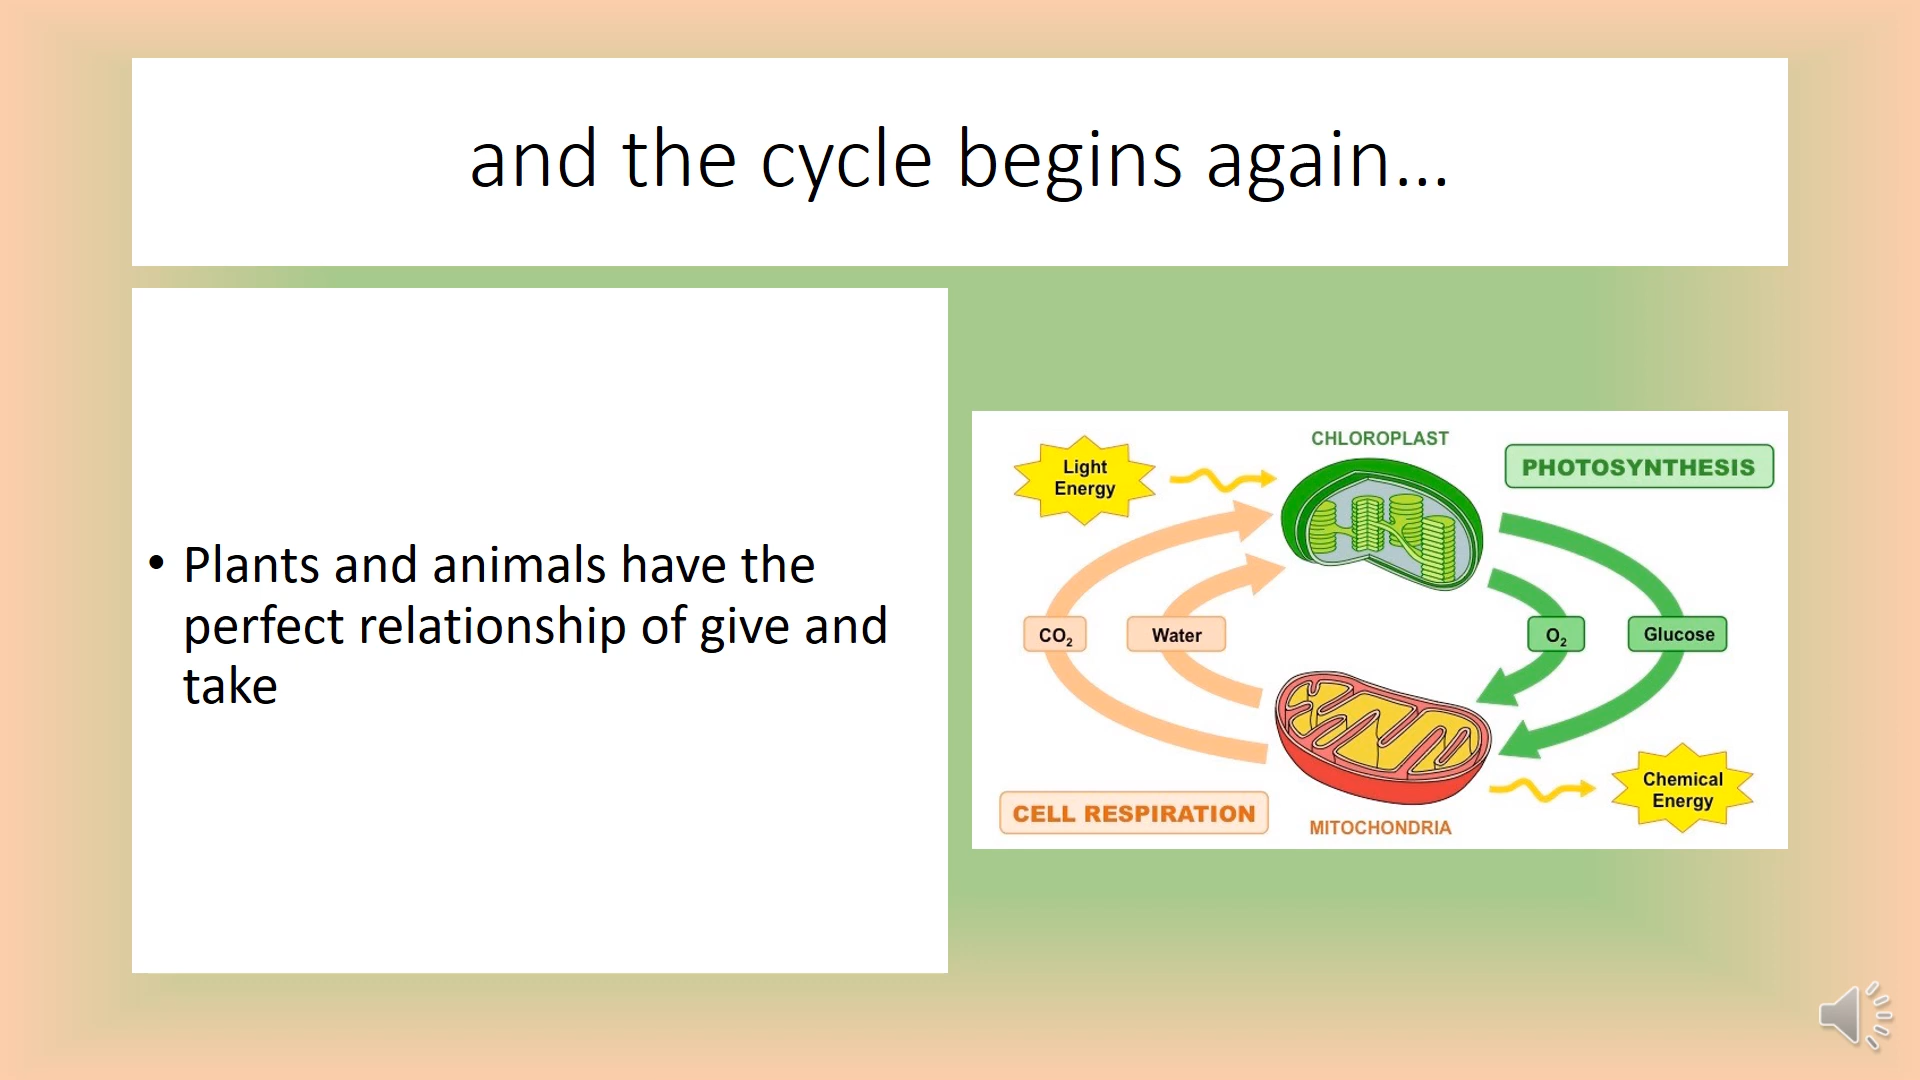 and the cycle begins again...
• Plants and animals have the
perfect relationship of give and
take
CHLOROPLAST
Light
Energy
PHOTOSYNTHESIS
CO₂
Water
O₂
Glucose
Chemical
Energy
CELL RESPIRATION
MITOCHONDRIA